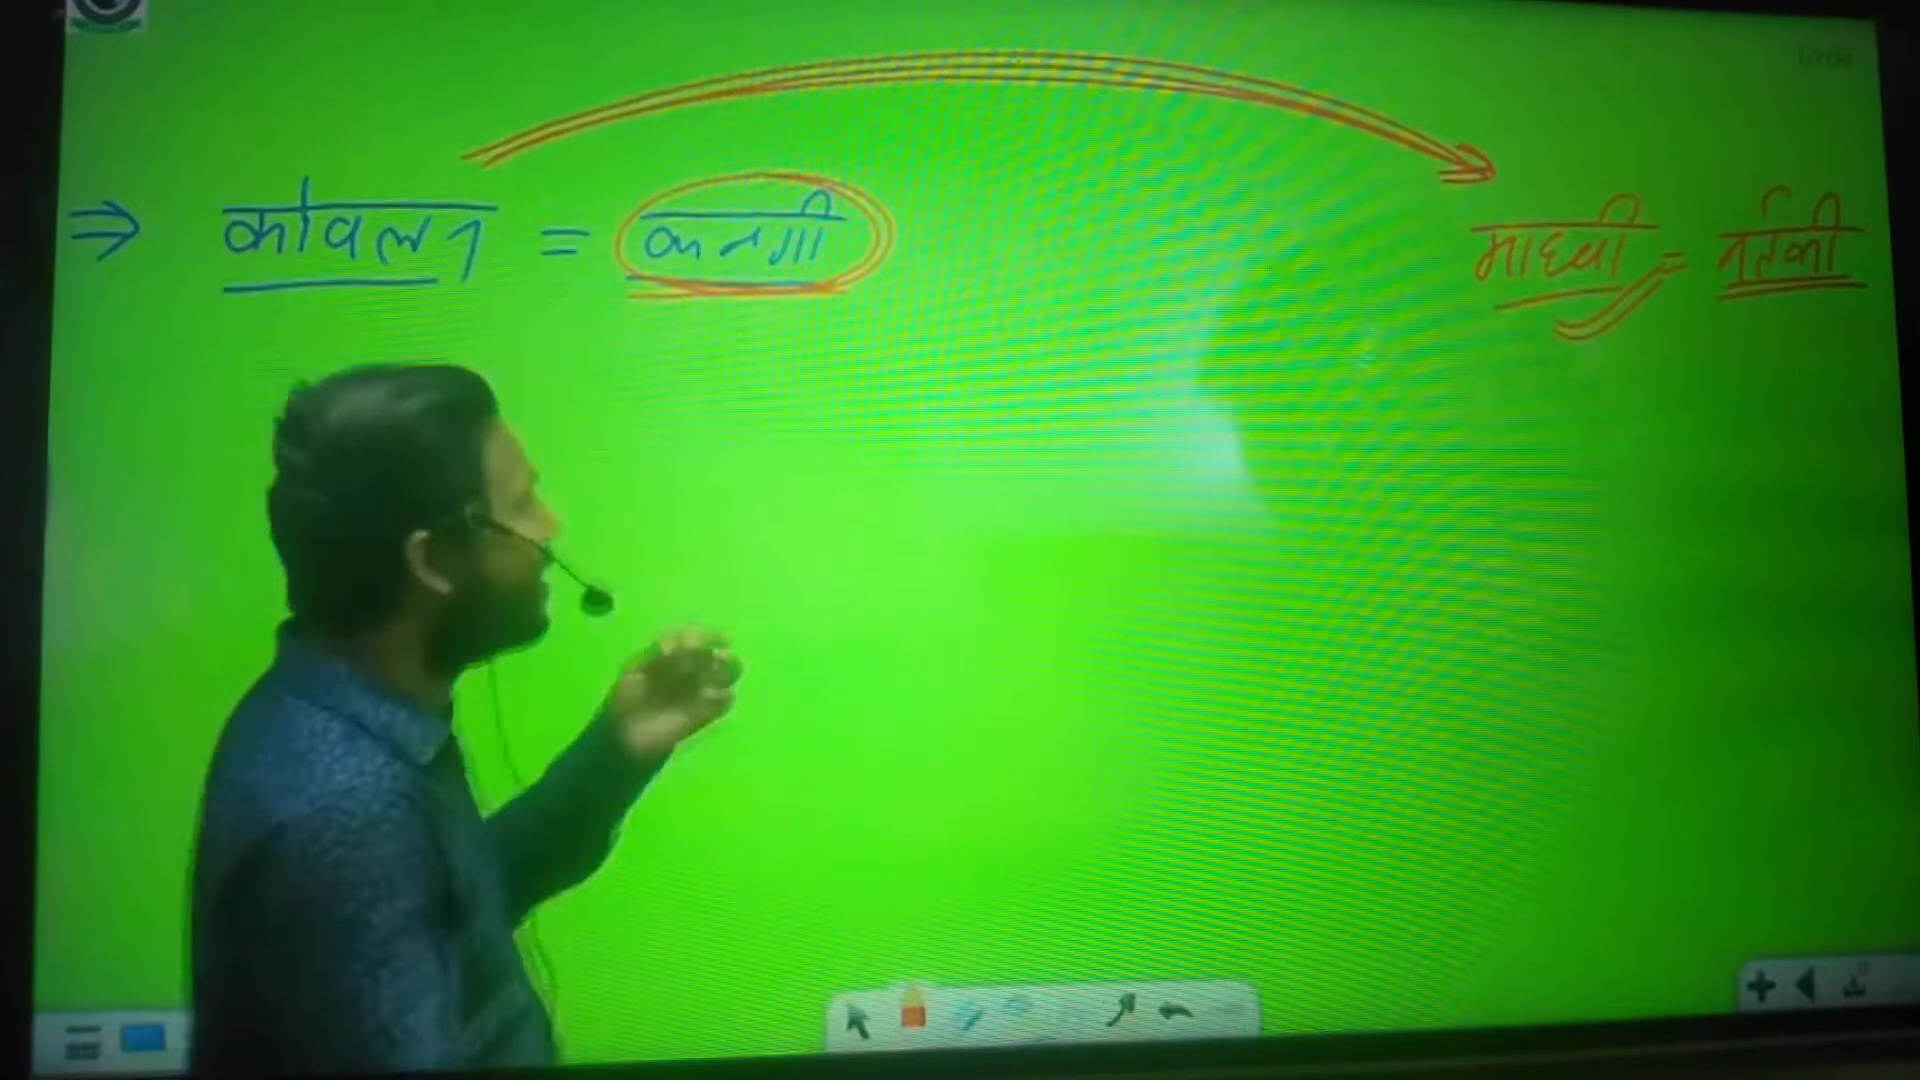 ⇒ कोवलन = कन्नगी माधवी = नर्तकी